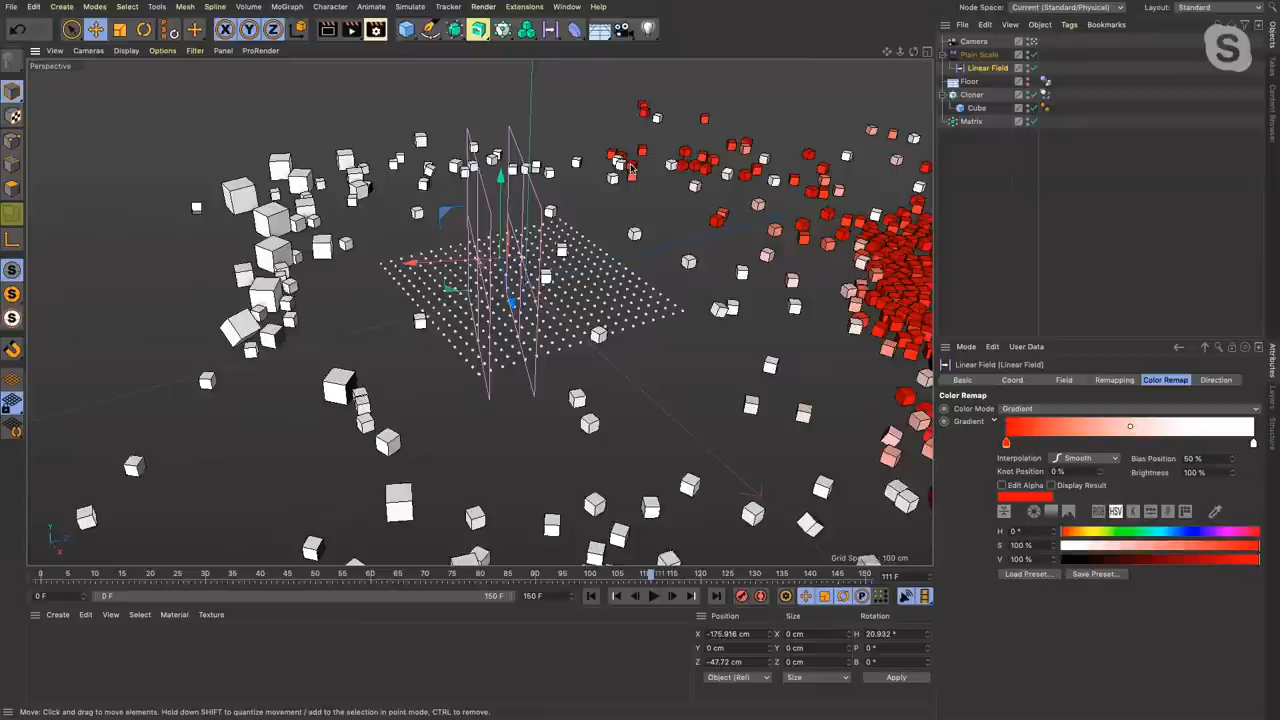 File Edit Create Modes Select Tools Mesh Spline Volume MoGraph Character Animate Simulate Tracker Render Extensions Window Help
Node Space: Current (Standard/Physical) Layout: Standard
View Cameras Display Options Filter Panel ProRender
File Edit View Object Tags Bookmarks
Perspective
Camera
Plain Scale
Linear Field
Floor
Cloner
Cube
Matrix
Objects
Takes
Content Browser
Mode Edit User Data
Linear Field [Linear Field]
Basic Coord. Field Remapping Color Remap Direction
Color Remap
Color Mode Gradient
Gradient
Interpolation Smooth Bias Position 50 %
Knot Position 0 % Brightness 100 %
Edit Alpha Display Result
HSV
H 0 °
S 100 %
V 100 %
Load Preset... Save Preset...
Attributes
Layers
Structure
Y
Z
X
0 5 10 15 20 25 30 35 40 45 50 55 60 65 70 75 80 85 90 95 100 105 111 115 120 125 130 135 140 145 150 111 F
0 F 0 F 150 F 150 F
Create Edit View Select Material Texture
Position Size Rotation
X -175.916 cm X 0 cm H 20.932 °
Y 0 cm Y 0 cm P 0 °
Z -47.72 cm Z 0 cm B 0 °
Object (Rel) Size Apply
Move: Click and drag to move elements. Hold down SHIFT to quantize movement / add to the selection in point mode, CTRL to remove.